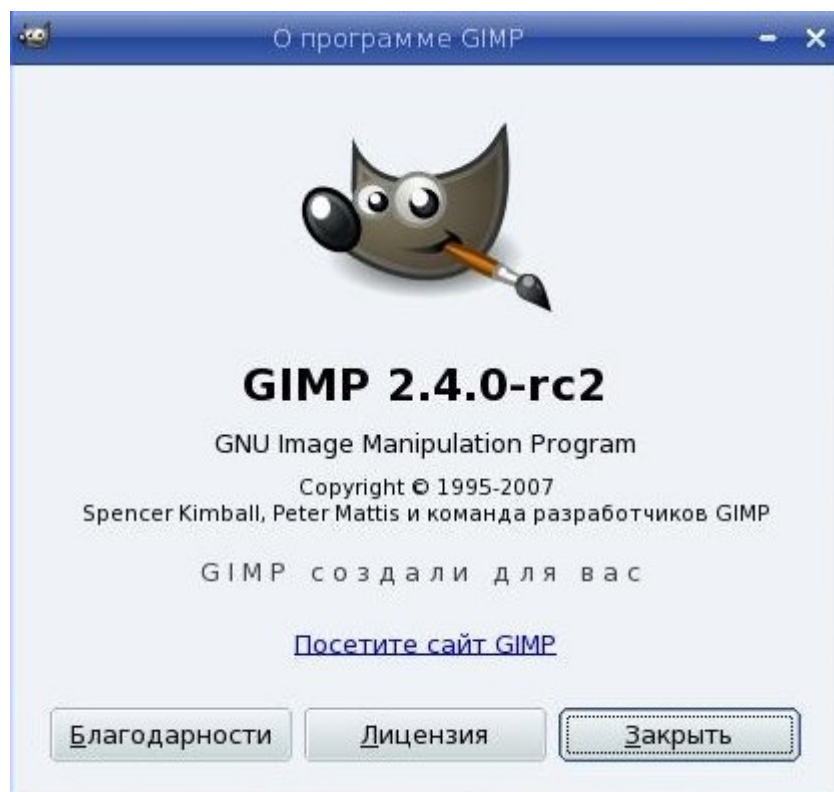 О программе GIMP
GIMP 2.4.0-rc2
GNU Image Manipulation Program
Copyright © 1995-2007
Spencer Kimball, Peter Mattis и команда разработчиков GIMP
GIMP создали для вас
Посетите сайт GIMP
Благодарности Лицензия Закрыть